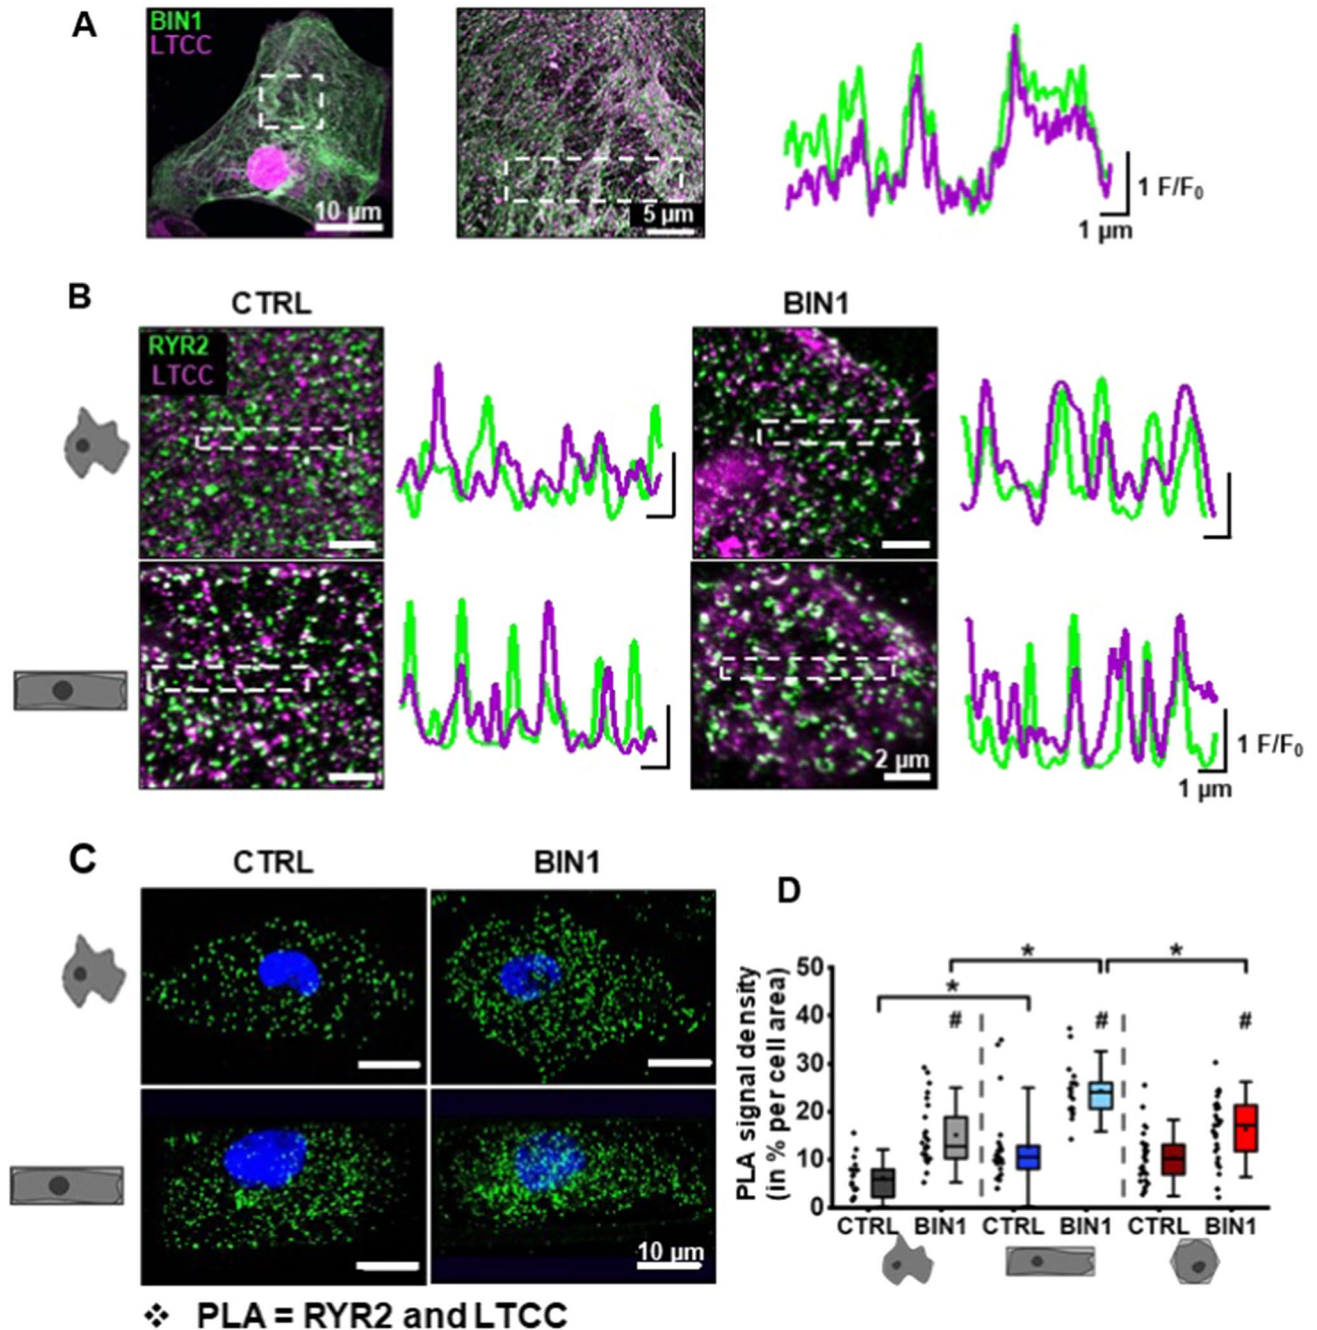 A
BIN1
LTCC
10 µm
5 µm
1 F/F₀
1 µm
B
CTRL
BIN1
RYR2
LTCC
2 µm
1 F/F₀
1 µm
C
CTRL
BIN1
10 µm
❖ PLA = RYR2 and LTCC
D
PLA signal density
(in % per cell area)
50
40
30
20
10
0
* * *
# # #
CTRL BIN1 CTRL BIN1 CTRL BIN1